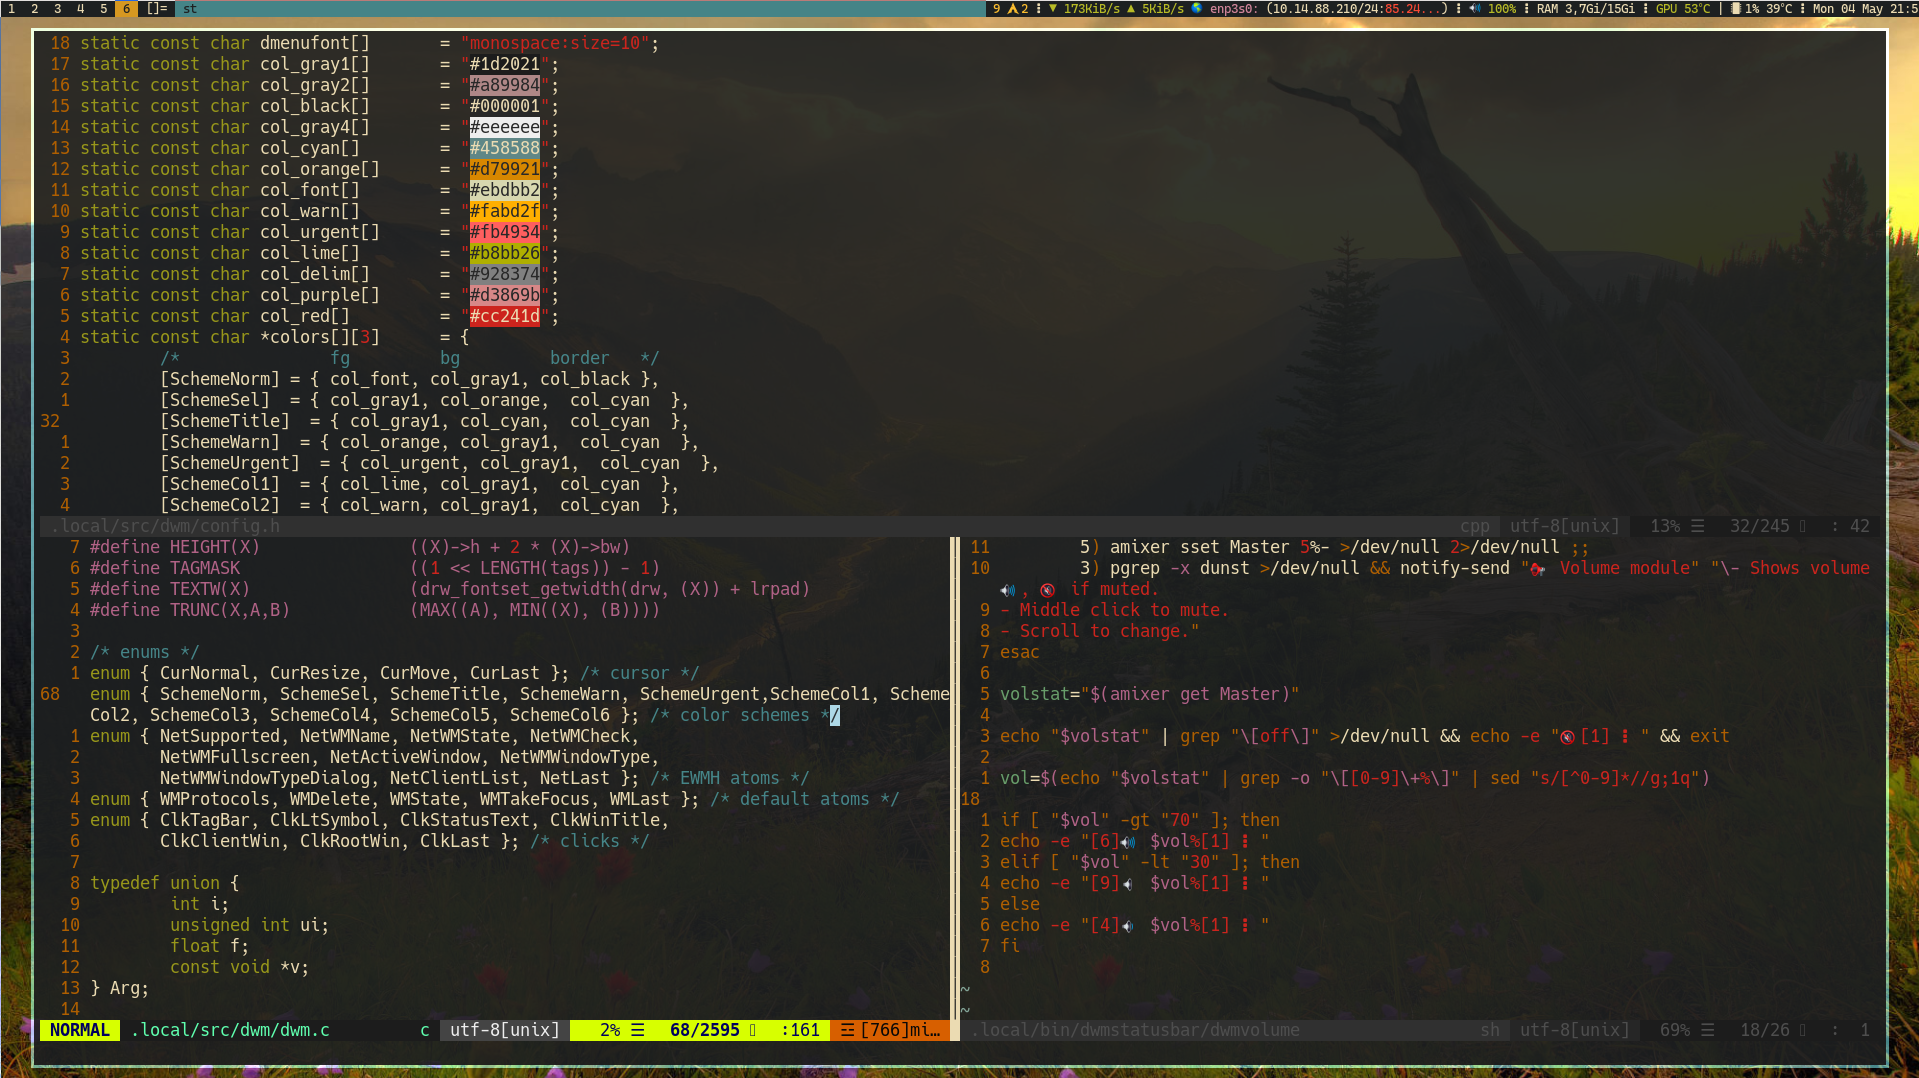 1 2 3 4 5 6 []= st 9 2 ⋮ ▼ 173KiB/s ▲ 5KiB/s enp3s0: (10.14.88.210/24:85.24...) ⋮ 100% ⋮ RAM 3,7Gi/15Gi ⋮ GPU 53°C | 1% 39°C ⋮ Mon 04 May 21:5
18 static const char dmenufont[]       = "monospace:size=10";
17 static const char col_gray1[]       = "#1d2021";
16 static const char col_gray2[]       = "#a89984";
15 static const char col_black[]       = "#000001";
14 static const char col_gray4[]       = "#eeeeee";
13 static const char col_cyan[]        = "#458588";
12 static const char col_orange[]      = "#d79921";
11 static const char col_font[]        = "#ebdbb2";
10 static const char col_warn[]        = "#fabd2f";
9 static const char col_urgent[]      = "#fb4934";
8 static const char col_lime[]        = "#b8bb26";
7 static const char col_delim[]       = "#928374";
6 static const char col_purple[]      = "#d3869b";
5 static const char col_red[]         = "#cc241d";
4 static const char *colors[][3]      = {
3         /*               fg         bg         border   */
2         [SchemeNorm] = { col_font, col_gray1, col_black },
1         [SchemeSel]  = { col_gray1, col_orange,  col_cyan  },
32          [SchemeTitle]  = { col_gray1, col_cyan,  col_cyan  },
1         [SchemeWarn]  = { col_orange, col_gray1,  col_cyan  },
2         [SchemeUrgent]  = { col_urgent, col_gray1,  col_cyan  },
3         [SchemeCol1]  = { col_lime, col_gray1,  col_cyan  },
4         [SchemeCol2]  = { col_warn, col_gray1,  col_cyan  },
.local/src/dwm/config.h cpp utf-8[unix] 13% ☰ 32/245 : 42
7 #define HEIGHT(X)               ((X)->h + 2 * (X)->bw)
6 #define TAGMASK                 ((1 << LENGTH(tags)) - 1)
5 #define TEXTW(X)                (drw_fontset_getwidth(drw, (X)) + lrpad)
4 #define TRUNC(X,A,B)            (MAX((A), MIN((X), (B))))
3
2 /* enums */
1 enum { CurNormal, CurResize, CurMove, CurLast }; /* cursor */
68   enum { SchemeNorm, SchemeSel, SchemeTitle, SchemeWarn, SchemeUrgent,SchemeCol1, Scheme
Col2, SchemeCol3, SchemeCol4, SchemeCol5, SchemeCol6 }; /* color schemes */
1 enum { NetSupported, NetWMName, NetWMState, NetWMCheck,
2        NetWMFullscreen, NetActiveWindow, NetWMWindowType,
3        NetWMWindowTypeDialog, NetClientList, NetLast }; /* EWMH atoms */
4 enum { WMProtocols, WMDelete, WMState, WMTakeFocus, WMLast }; /* default atoms */
5 enum { ClkTagBar, ClkLtSymbol, ClkStatusText, ClkWinTitle,
6        ClkClientWin, ClkRootWin, ClkLast }; /* clicks */
7
8 typedef union {
9         int i;
10         unsigned int ui;
11         float f;
12         const void *v;
13 } Arg;
14
NORMAL .local/src/dwm/dwm.c c utf-8[unix] 2% ☰ 68/2595 :161 ☲ [766]mi…
11         5) amixer sset Master 5%- >/dev/null 2>/dev/null ;;
10         3) pgrep -x dunst >/dev/null && notify-send " Volume module" "\- Shows volume
🔊, 🔇 if muted.
9 - Middle click to mute.
8 - Scroll to change."
7 esac
6
5 volstat="$(amixer get Master)"
4
3 echo "$volstat" | grep "\[off\]" >/dev/null && echo -e "🔇[1] ⋮ " && exit
2
1 vol=$(echo "$volstat" | grep -o "\[[0-9]\+%\]" | sed "s/[^0-9]*//g;1q")
18
1 if [ "$vol" -gt "70" ]; then
2 echo -e "[6]🔊 $vol%[1] ⋮ "
3 elif [ "$vol" -lt "30" ]; then
4 echo -e "[9]🔈 $vol%[1] ⋮ "
5 else
6 echo -e "[4]🔉 $vol%[1] ⋮ "
7 fi
8
~
~
.local/bin/dwmstatusbar/dwmvolume sh utf-8[unix] 69% ☰ 18/26 : 1